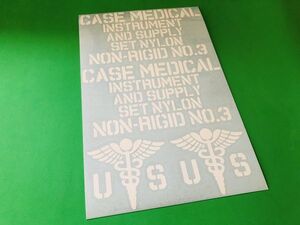 CASE MEDICAL
INSTRUMENT
AND SUPPLY
SET NYLON
NON-RIGID NO.3
CASE MEDICAL
INSTRUMENT
AND SUPPLY
SET NYLON
NON-RIGID NO.3
U S U S